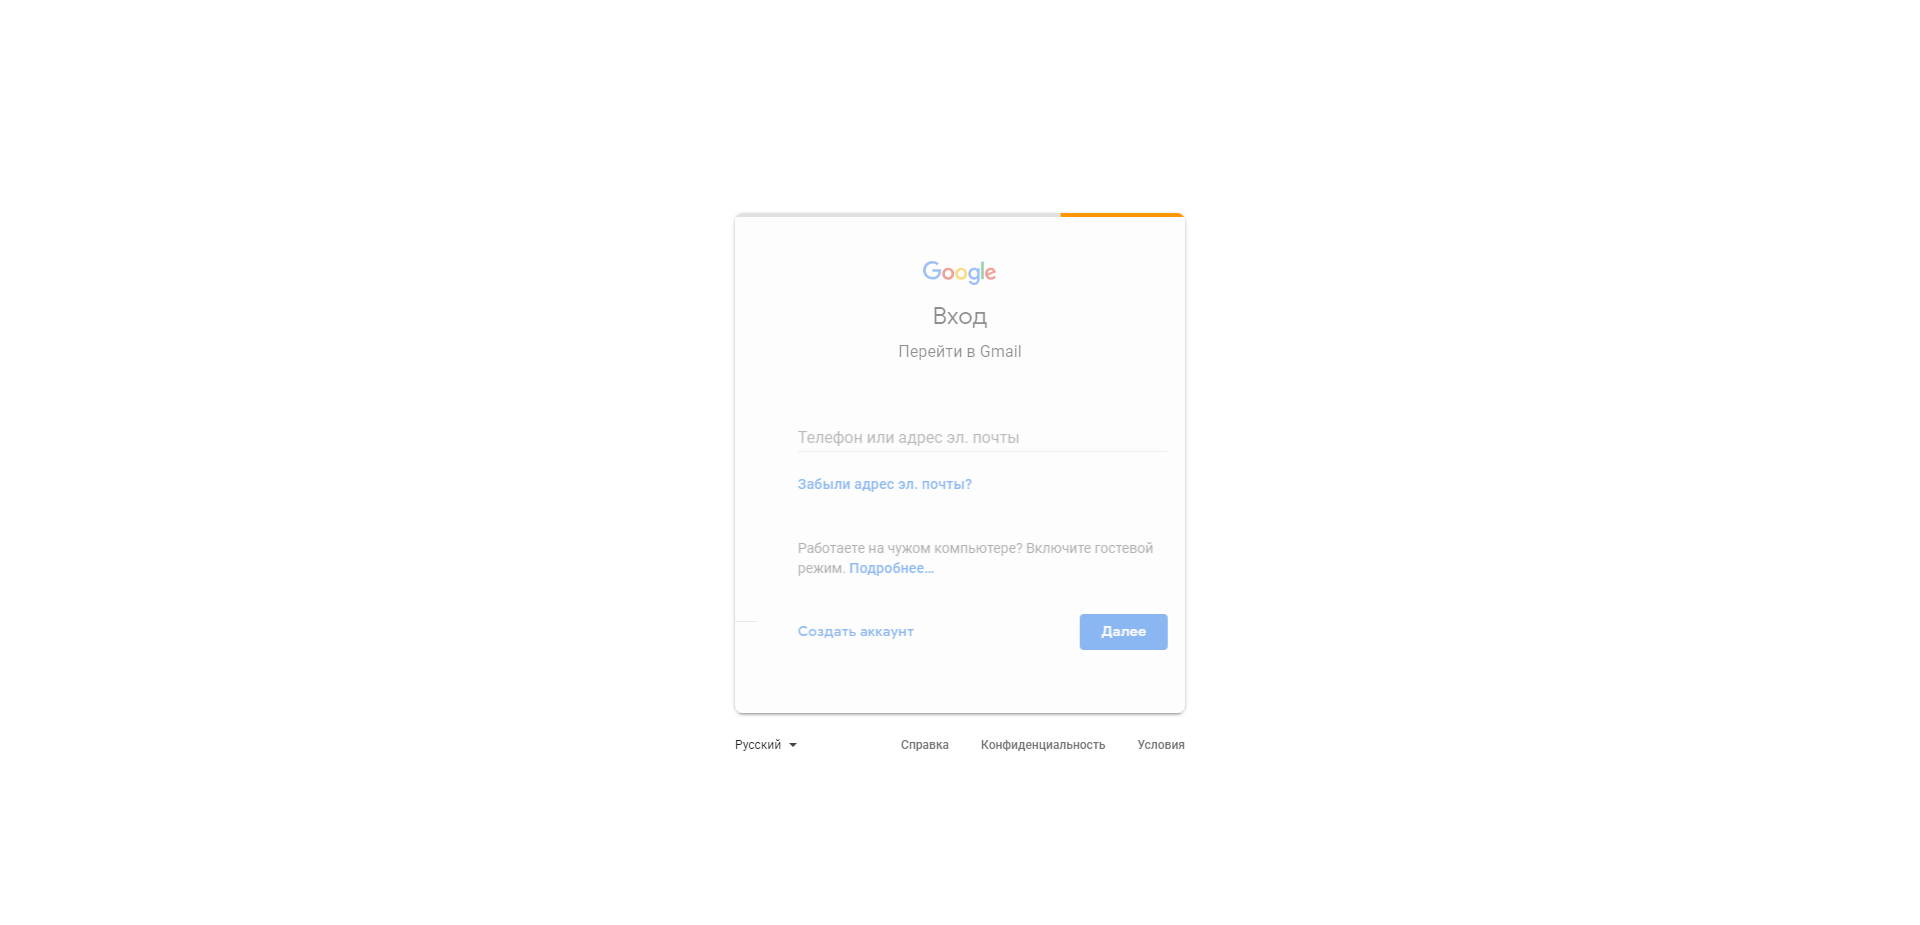 Google
Вход
Перейти в Gmail
Телефон или адрес эл. почты
Забыли адрес эл. почты?
Работаете на чужом компьютере? Включите гостевой
режим. Подробнее...
Создать аккаунт
Далее
Русский
Справка
Конфиденциальность
Условия